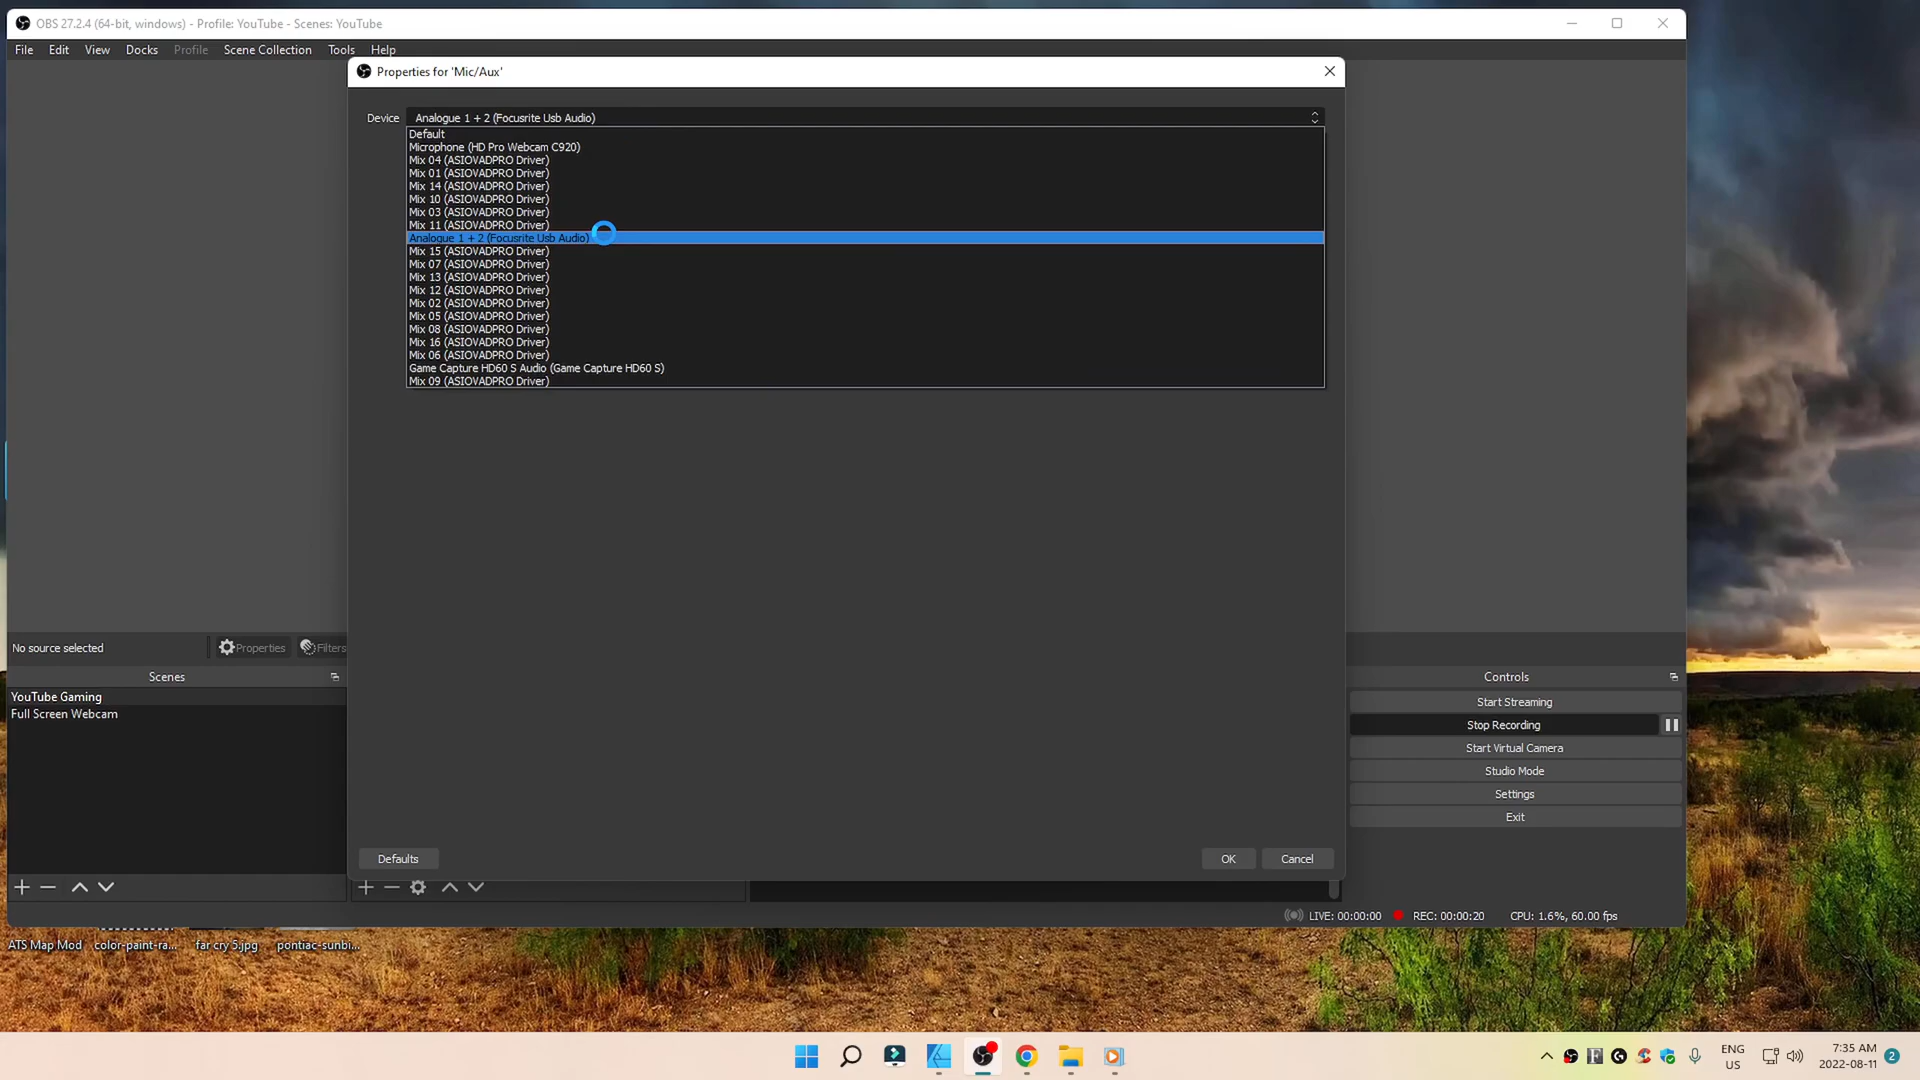 OBS 27.2.4 (64-bit, windows) - Profile: YouTube - Scenes: YouTube
File Edit View Docks Profile Scene Collection Tools Help
Properties for 'Mic/Aux'
Device Analogue 1 + 2 (Focusrite Usb Audio)
Default
Microphone (HD Pro Webcam C920)
Mix 04 (ASIOVADPRO Driver)
Mix 01 (ASIOVADPRO Driver)
Mix 14 (ASIOVADPRO Driver)
Mix 10 (ASIOVADPRO Driver)
Mix 03 (ASIOVADPRO Driver)
Mix 11 (ASIOVADPRO Driver)
Analogue 1 + 2 (Focusrite Usb Audio)
Mix 15 (ASIOVADPRO Driver)
Mix 07 (ASIOVADPRO Driver)
Mix 13 (ASIOVADPRO Driver)
Mix 12 (ASIOVADPRO Driver)
Mix 02 (ASIOVADPRO Driver)
Mix 05 (ASIOVADPRO Driver)
Mix 08 (ASIOVADPRO Driver)
Mix 16 (ASIOVADPRO Driver)
Mix 06 (ASIOVADPRO Driver)
Game Capture HD60 S Audio (Game Capture HD60 S)
Mix 09 (ASIOVADPRO Driver)
No source selected Properties Filters
Scenes
YouTube Gaming
Full Screen Webcam
Controls
Start Streaming
Stop Recording
Start Virtual Camera
Studio Mode
Settings
Exit
Defaults OK Cancel
LIVE: 00:00:00 REC: 00:00:20 CPU: 1.6%, 60.00 fps
ATS Map Mod color-paint-ra... far cry 5.jpg pontiac-sunbi...
ENG
US
7:35 AM
2022-08-11
2